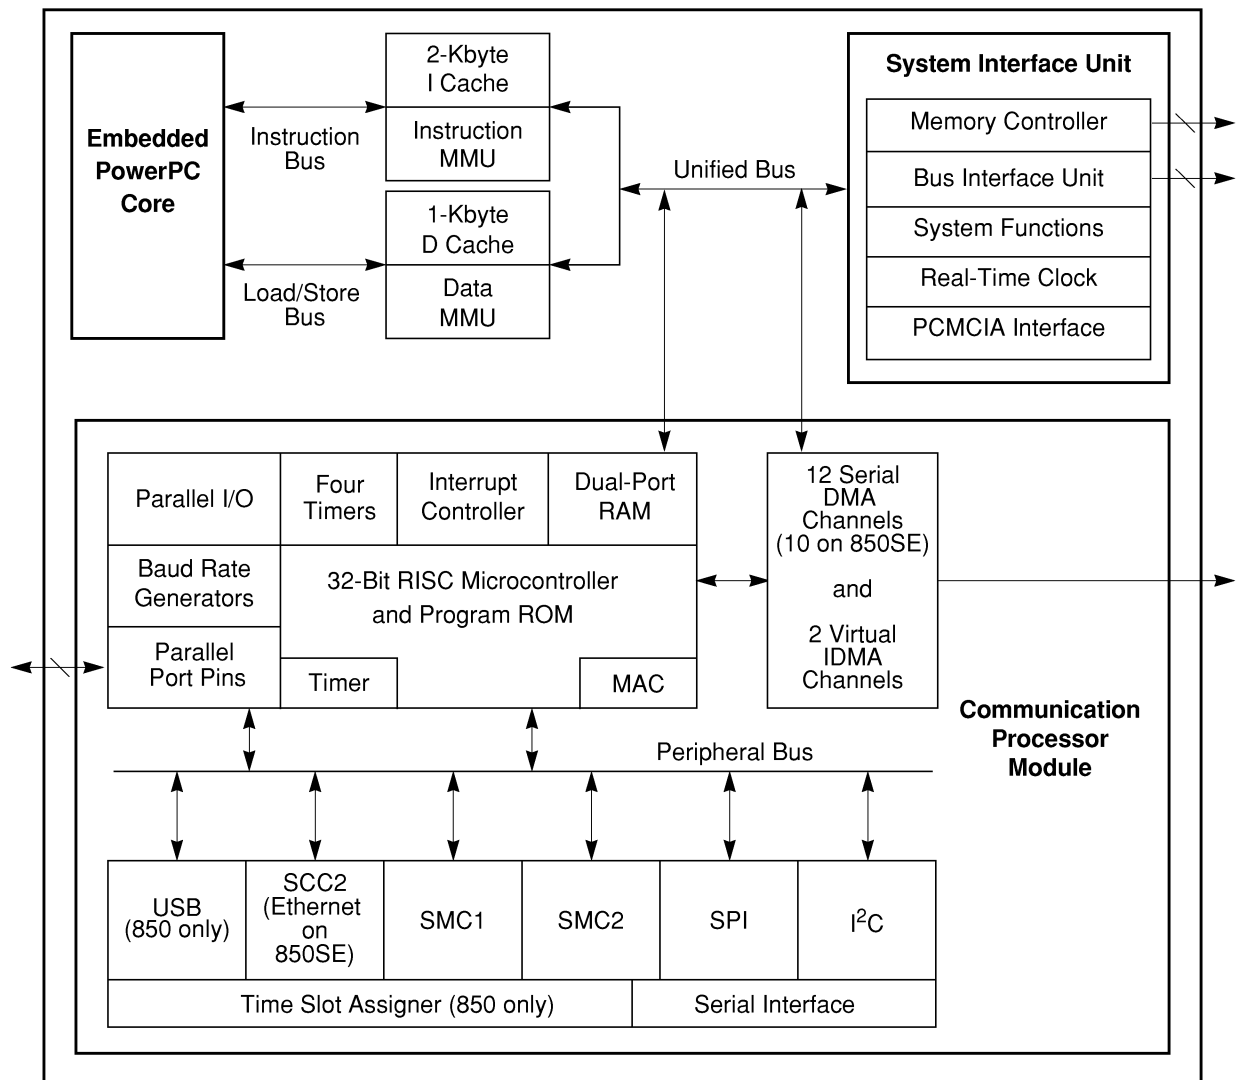 Embedded
PowerPC
Core
Instruction
Bus
Load/Store
Bus
2-Kbyte
I Cache
Instruction
MMU
1-Kbyte
D Cache
Data
MMU
Unified Bus
System Interface Unit
Memory Controller
Bus Interface Unit
System Functions
Real-Time Clock
PCMCIA Interface
Parallel I/O
Four
Timers
Interrupt
Controller
Dual-Port
RAM
Baud Rate
Generators
32-Bit RISC Microcontroller
and Program ROM
Parallel
Port Pins
Timer
MAC
12 Serial
DMA
Channels
(10 on 850SE)
and
2 Virtual
IDMA
Channels
Communication
Processor
Module
Peripheral Bus
USB
(850 only)
SCC2
(Ethernet
on
850SE)
SMC1
SMC2
SPI
I²C
Time Slot Assigner (850 only)
Serial Interface